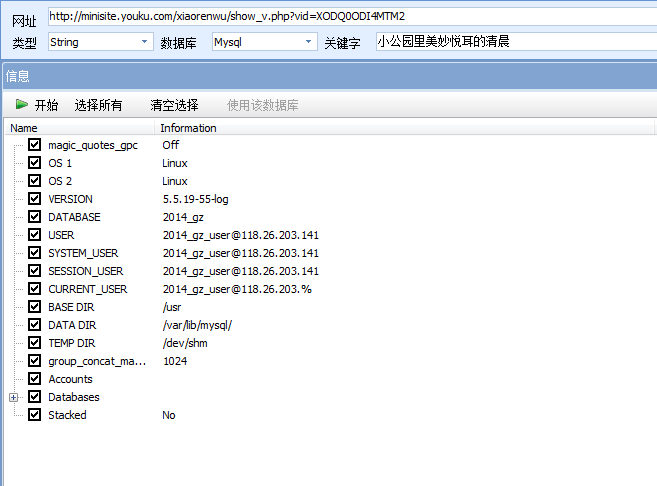 网址 http://minisite.youku.com/xiaorenwu/show_v.php?vid=XODQ0ODI4MTM2
类型 String 数据库 Mysql 关键字 小公园里美妙悦耳的清晨
信息
开始 选择所有 清空选择 使用该数据库
Name Information
magic_quotes_gpc Off
OS 1 Linux
OS 2 Linux
VERSION 5.5.19-55-log
DATABASE 2014_gz
USER 2014_gz_user@118.26.203.141
SYSTEM_USER 2014_gz_user@118.26.203.141
SESSION_USER 2014_gz_user@118.26.203.141
CURRENT_USER 2014_gz_user@118.26.203.%
BASE DIR /usr
DATA DIR /var/lib/mysql/
TEMP DIR /dev/shm
group_concat_ma... 1024
Accounts
Databases
Stacked No